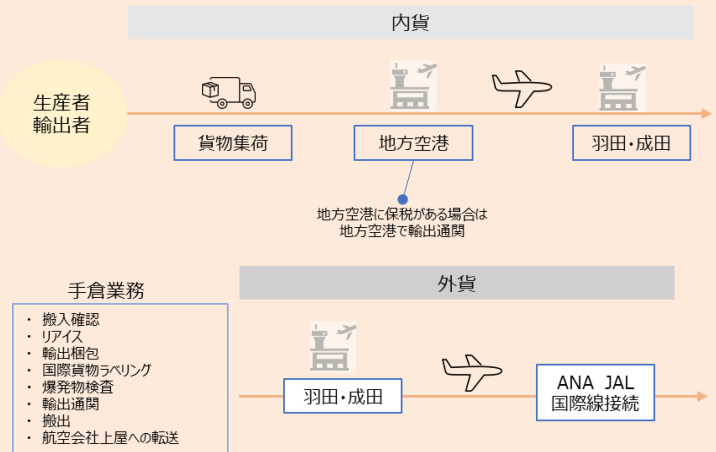 内貨
生産者
輸出者
貨物集荷
地方空港
羽田・成田
地方空港に保税がある場合は
地方空港で輸出通関
手倉業務
・ 搬入確認
・ リアイス
・ 輸出梱包
・ 国際貨物ラベリング
・ 爆発物検査
・ 輸出通関
・ 搬出
・ 航空会社上屋への転送
外貨
羽田・成田
ANA JAL
国際線接続